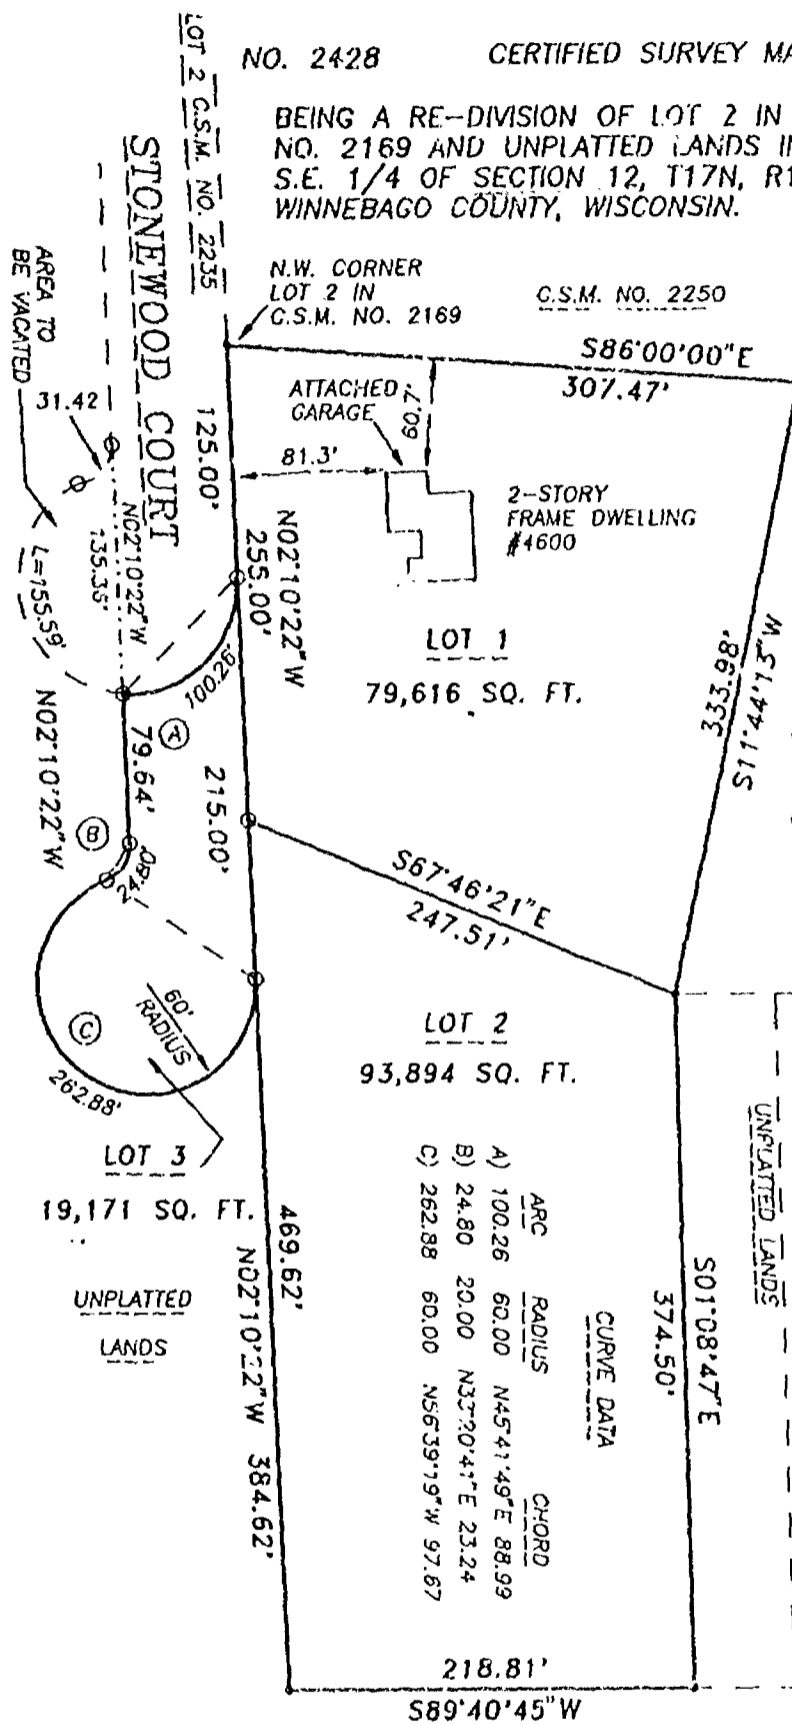 NO. 2428 CERTIFIED SURVEY MA
BEING A RE-DIVISION OF LOT 2 IN
NO. 2169 AND UNPLATTED LANDS I
S.E. 1/4 OF SECTION 12, T17N, R1
WINNEBAGO COUNTY, WISCONSIN.
LOT 2 C.S.M. NO. 2235
STONEWOOD COURT
AREA TO
BE VACATED
N.W. CORNER
LOT 2 IN
C.S.M. NO. 2169
C.S.M. NO. 2250
S86°00'00"E
307.47'
ATTACHED
GARAGE
60.7'
81.3'
2-STORY
FRAME DWELLING
#4600
31.42
125.00'
N02°10'22"W
135.35'
L=155.59'
N02°10'22"W
255.00'
100.26'
LOT 1
79,616 SQ. FT.
333.98'
S11°44'13"W
A
79.64'
N02°10'22"W
215.00'
B
24.80'
S67°46'21"E
247.51'
60'
RADIUS
C
262.88'
LOT 2
93,894 SQ. FT.
LOT 3
19,171 SQ. FT.
UNPLATTED
LANDS
469.62'
N02°10'22"W 384.62'
UNPLATTED LANDS
S01°08'47"E
374.50'
CURVE DATA
ARC RADIUS CHORD
A) 100.26 60.00 N45°41'49"E 88.99
B) 24.80 20.00 N33°20'41"E 23.24
C) 262.88 60.00 N56°39'19"W 97.67
218.81'
S89°40'45"W